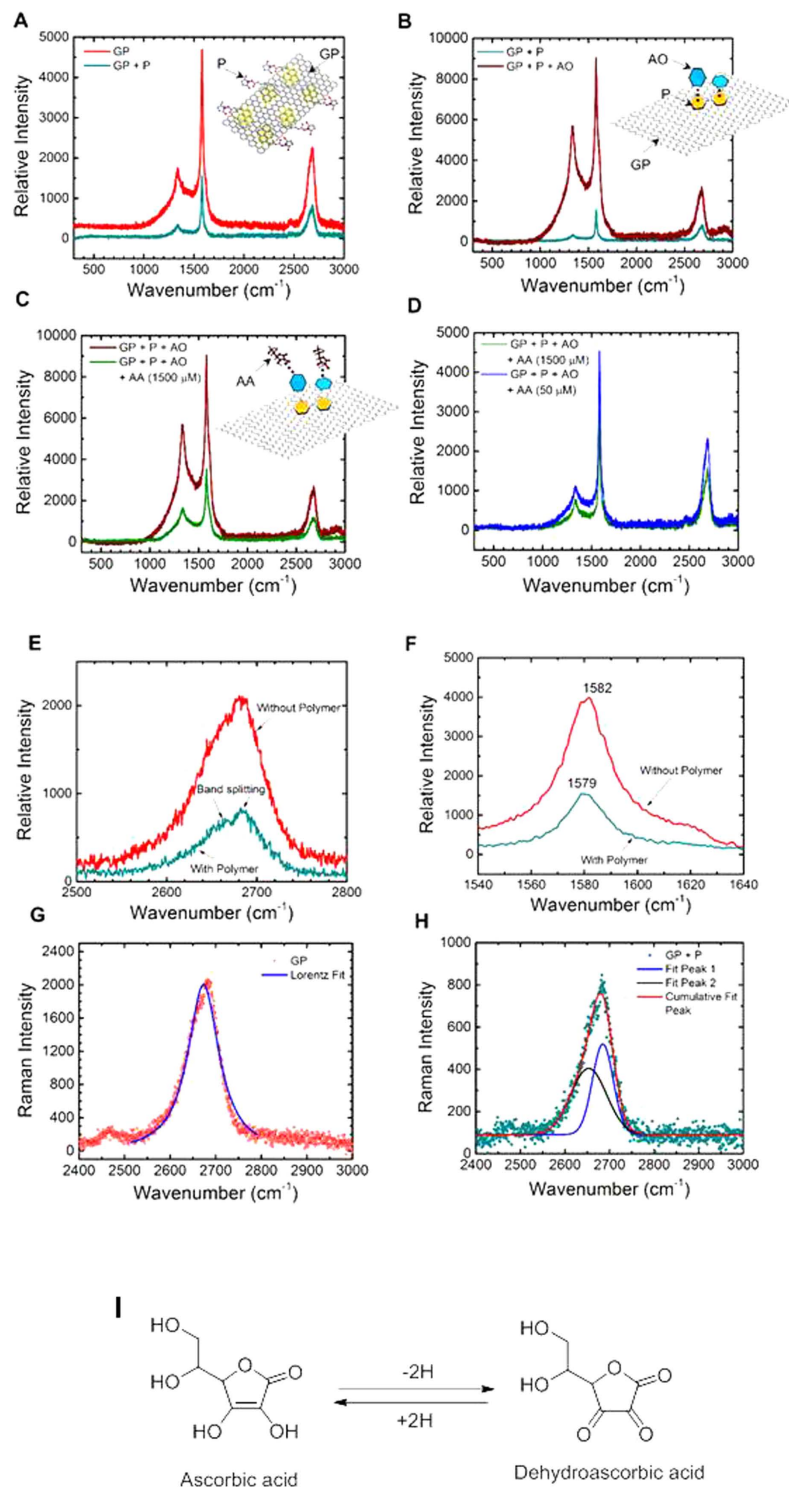 A
GP
GP + P
P
GP
5000
4000
3000
2000
1000
0
Relative Intensity
500 1000 1500 2000 2500 3000
Wavenumber (cm-1)
B
GP + P
GP + P + AO
AO
P
GP
10000
8000
6000
4000
2000
0
Relative Intensity
500 1000 1500 2000 2500 3000
Wavenumber (cm-1)
C
GP + P + AO
GP + P + AO
+ AA (1500 µM)
AA
10000
8000
6000
4000
2000
0
Relative Intensity
500 1000 1500 2000 2500 3000
Wavenumber (cm-1)
D
GP + P + AO
+ AA (1500 µM)
GP + P + AO
+ AA (50 µM)
5000
4000
3000
2000
1000
0
Relative Intensity
500 1000 1500 2000 2500 3000
Wavenumber (cm-1)
E
Without Polymer
Band splitting
With Polymer
2000
1500
1000
500
0
Relative Intensity
2500 2600 2700 2800
Wavenumber (cm-1)
F
1582
1579
Without Polymer
With Polymer
5000
4000
3000
2000
1000
0
Relative Intensity
1540 1560 1580 1600 1620 1640
Wavenumber (cm-1)
G
GP
Lorentz Fit
2400
2000
1600
1200
800
400
0
Raman Intensity
2400 2500 2600 2700 2800 2900 3000
Wavenumber (cm-1)
H
GP + P
Fit Peak 1
Fit Peak 2
Cumulative Fit
Peak
1000
800
600
400
200
0
Raman Intensity
2400 2500 2600 2700 2800 2900 3000
Wavenumber (cm-1)
I
HO
HO
O
O
HO
OH
Ascorbic acid
-2H
+2H
HO
HO
O
O
O
O
Dehydroascorbic acid